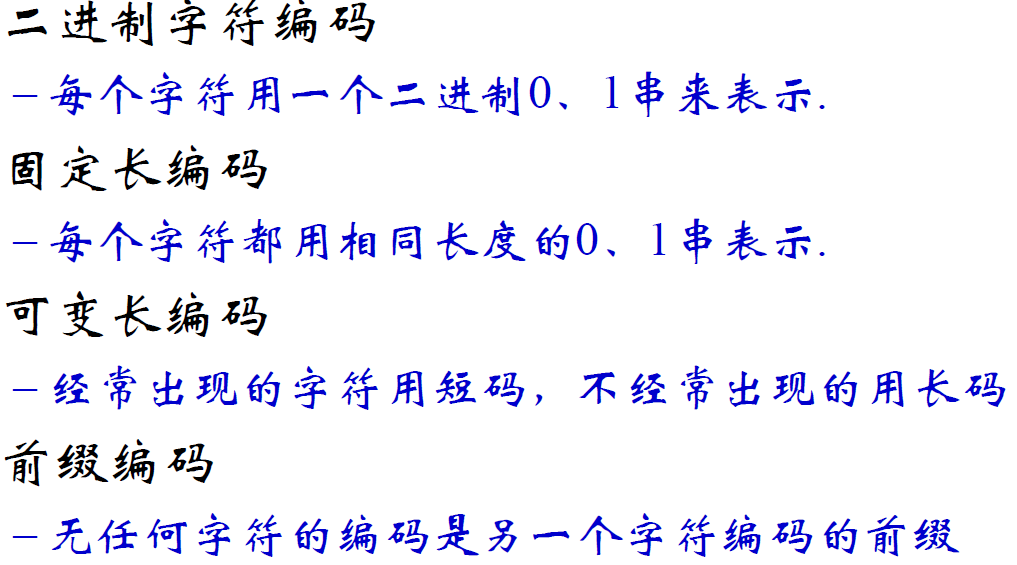 二进制字符编码
–每个字符用一个二进制0、1串来表示.
固定长编码
–每个字符都用相同长度的0、1串表示.
可变长编码
–经常出现的字符用短码，不经常出现的用长码
前缀编码
–无任何字符的编码是另一个字符编码的前缀